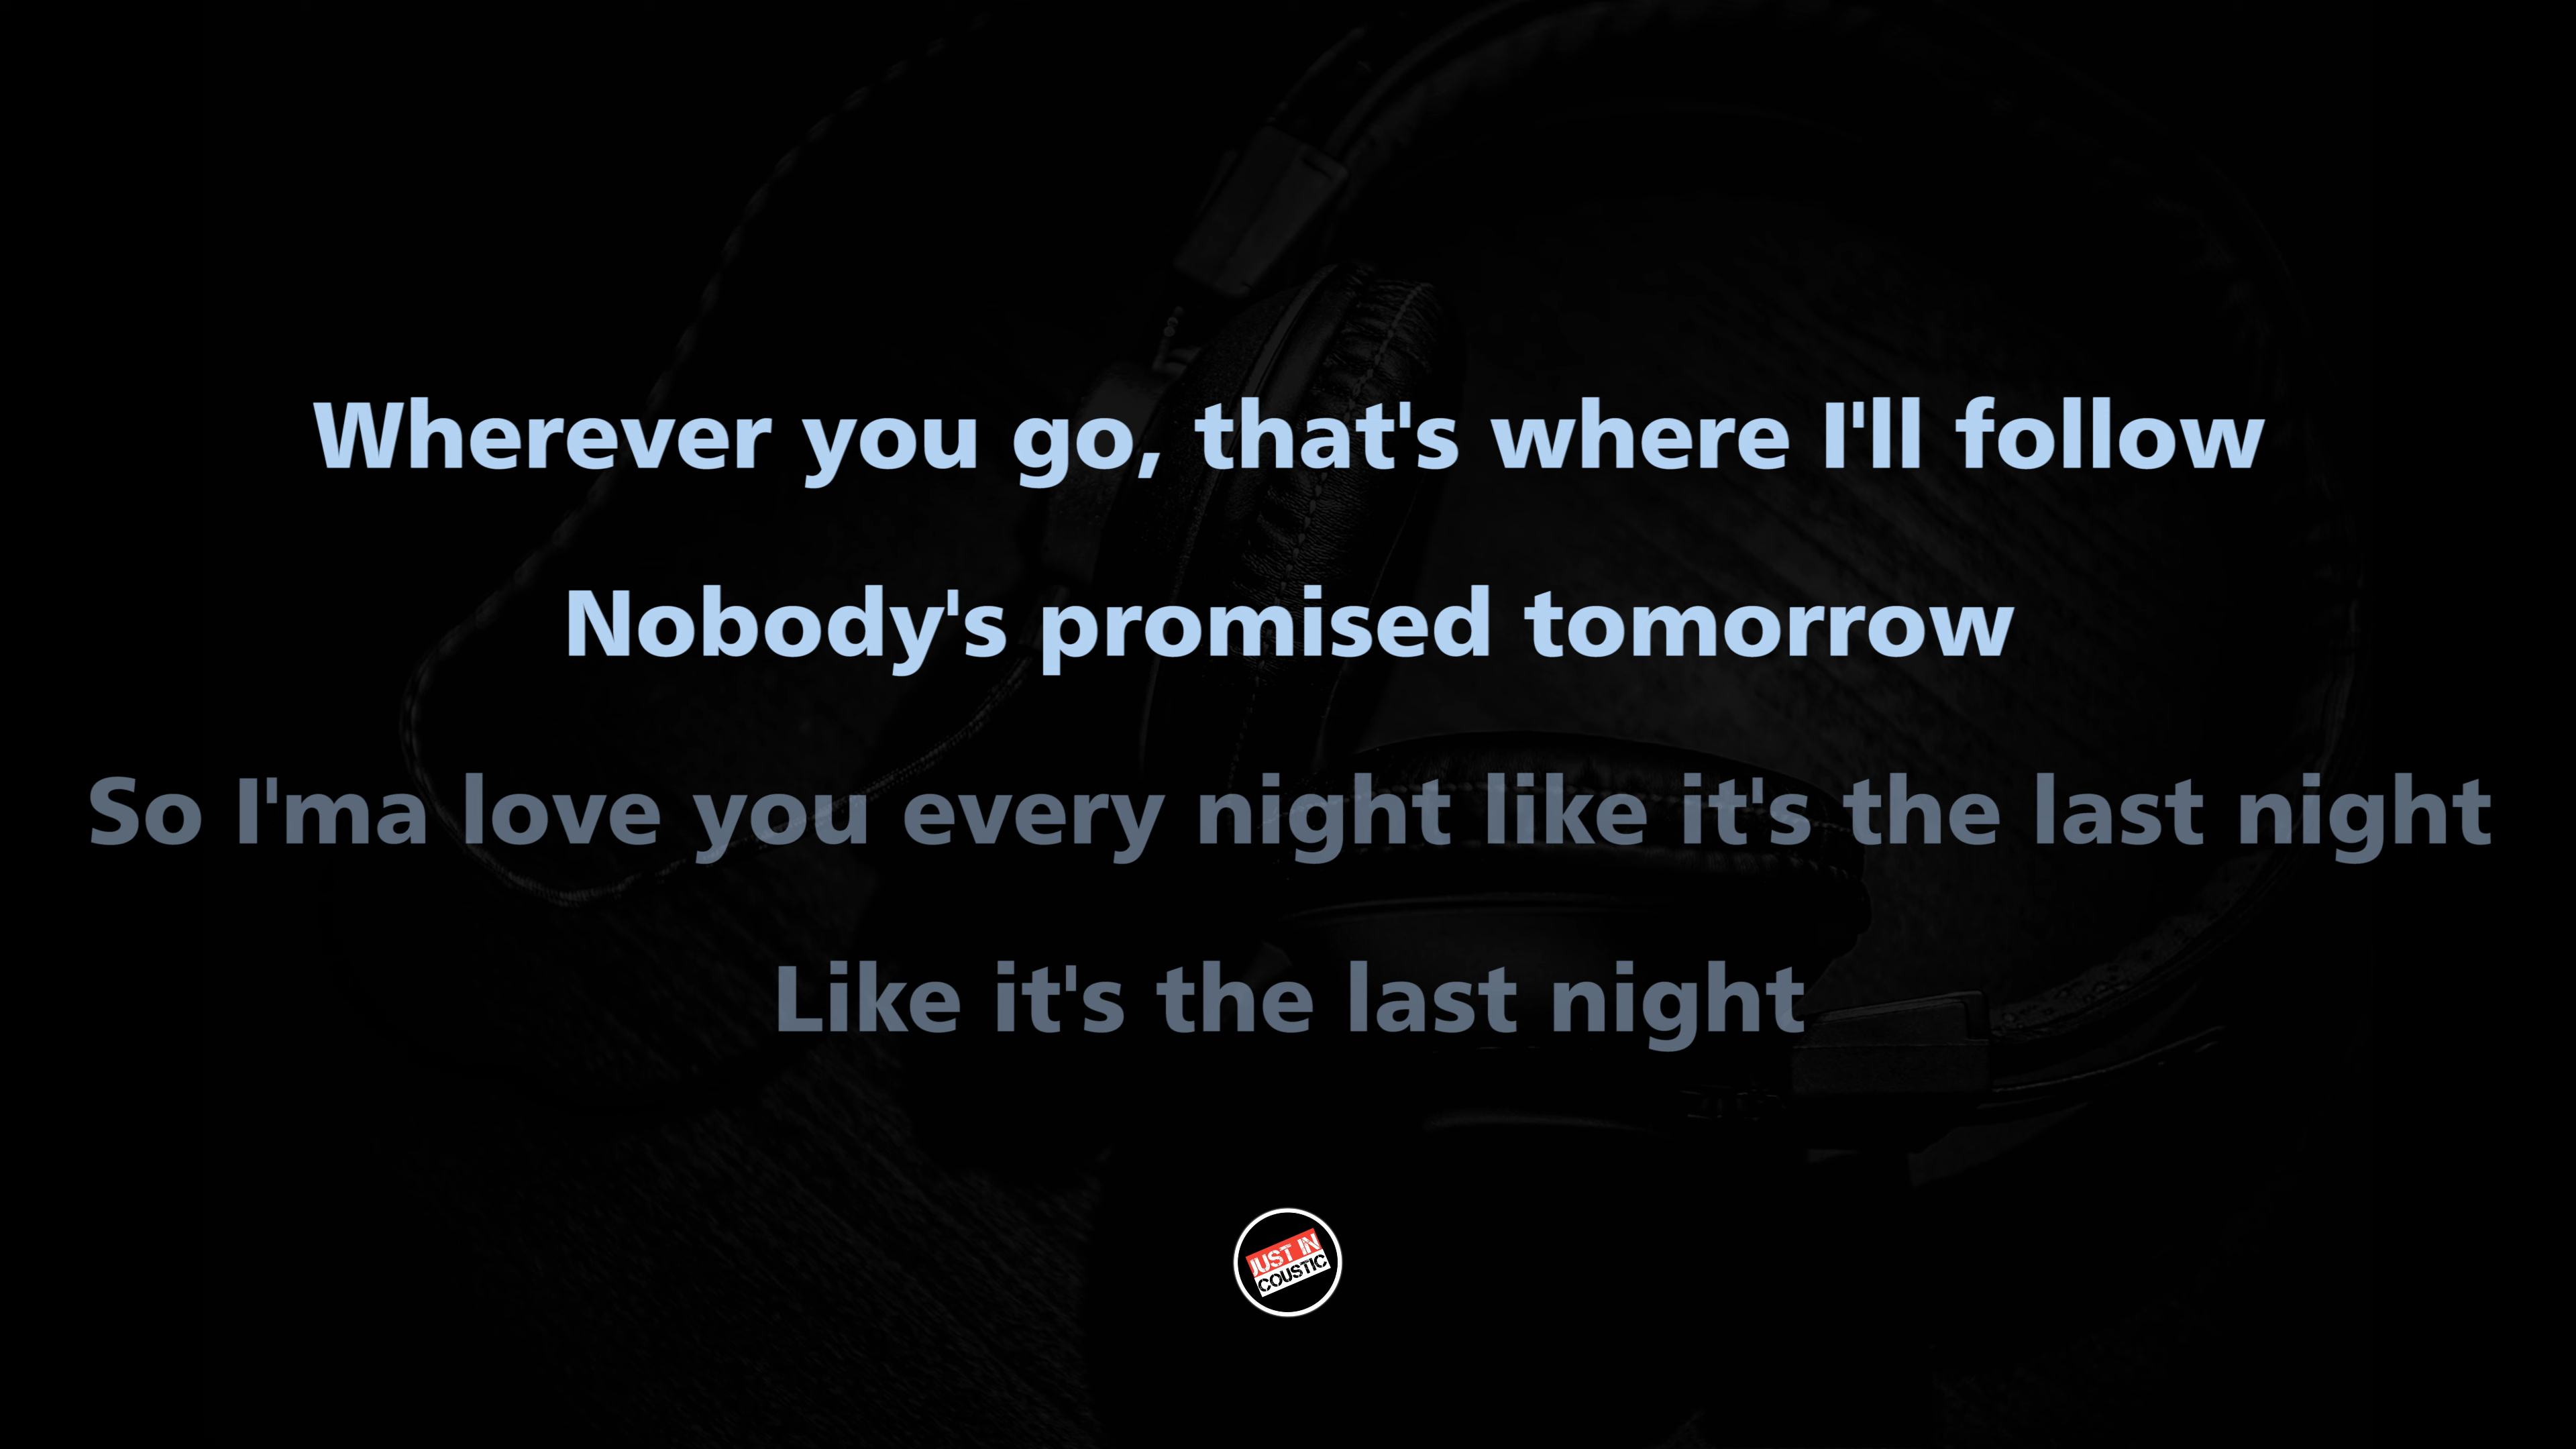 Wherever you go, that's where I'll follow
Nobody's promised tomorrow
So I'ma love you every night like it's the last night
Like it's the last night
JUST IN
COUSTIC